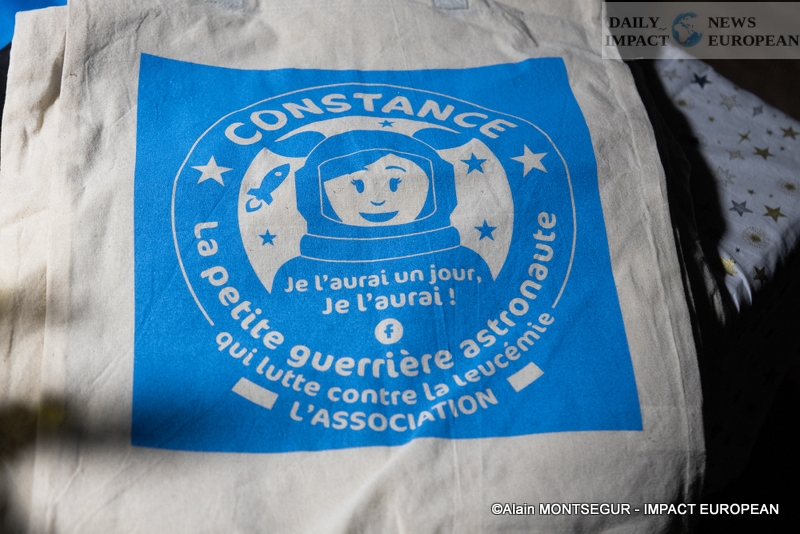 DAILY NEWS
IMPACT EUROPEAN
CONSTANCE
Je l'aurai un jour,
Je l'aurai !
f
la petite guerrière astronaute
qui lutte contre la leucémie
L'ASSOCIATION
©Alain MONTSEGUR - IMPACT EUROPEAN